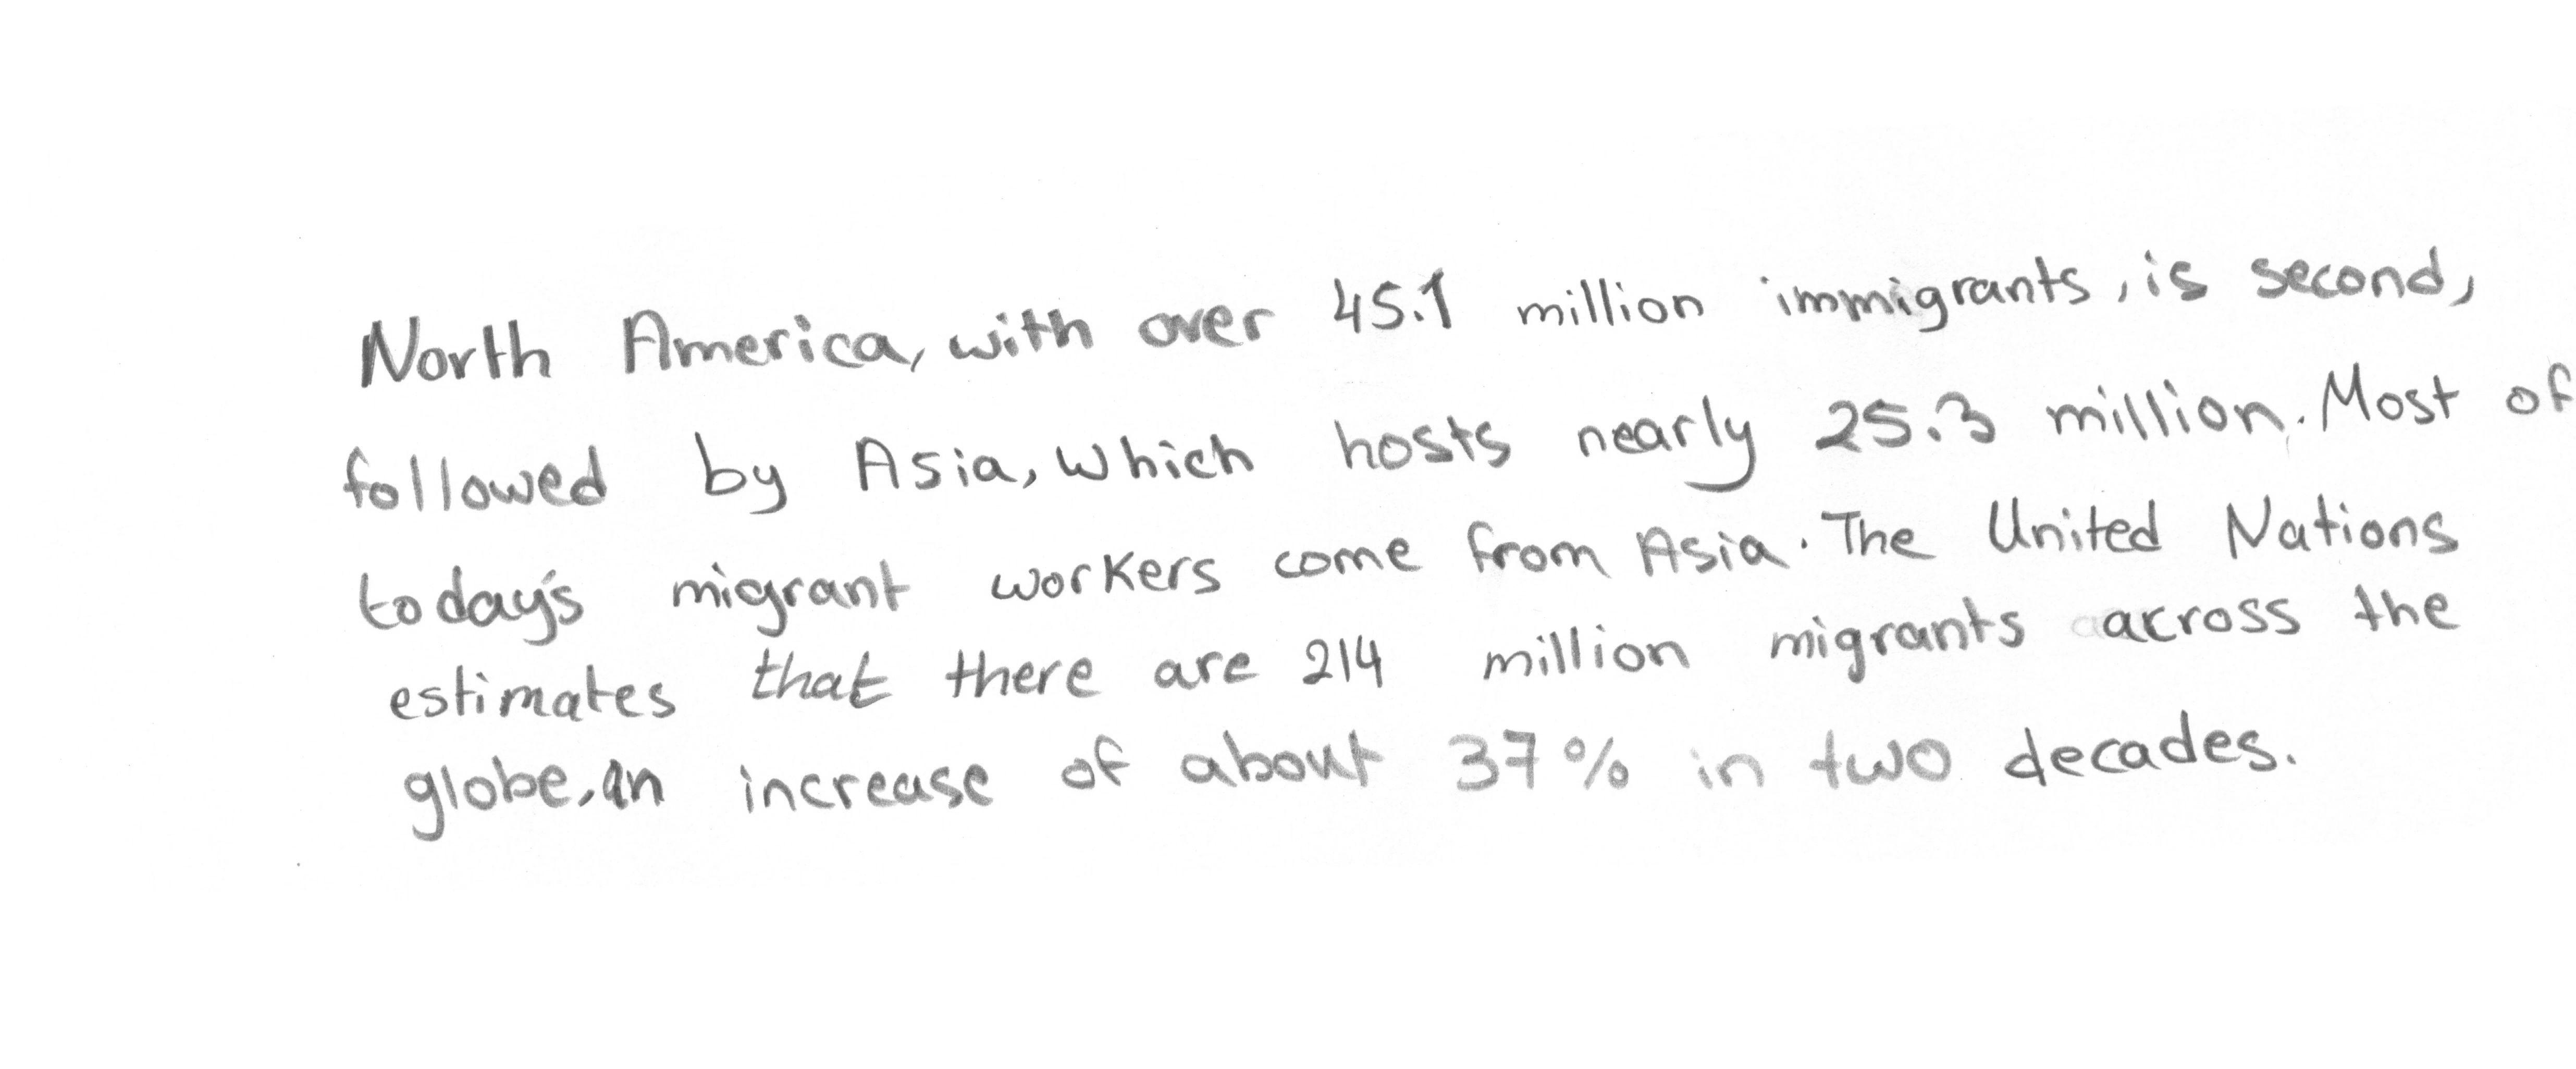 North America, with over 45.1 million immigrants, is second,
followed by Asia, which hosts nearly 25.3 million. Most of
today's migrant workers come from Asia. The United Nations
estimates that there are 214 million migrants across the
globe, an increase of about 37% in two decades.